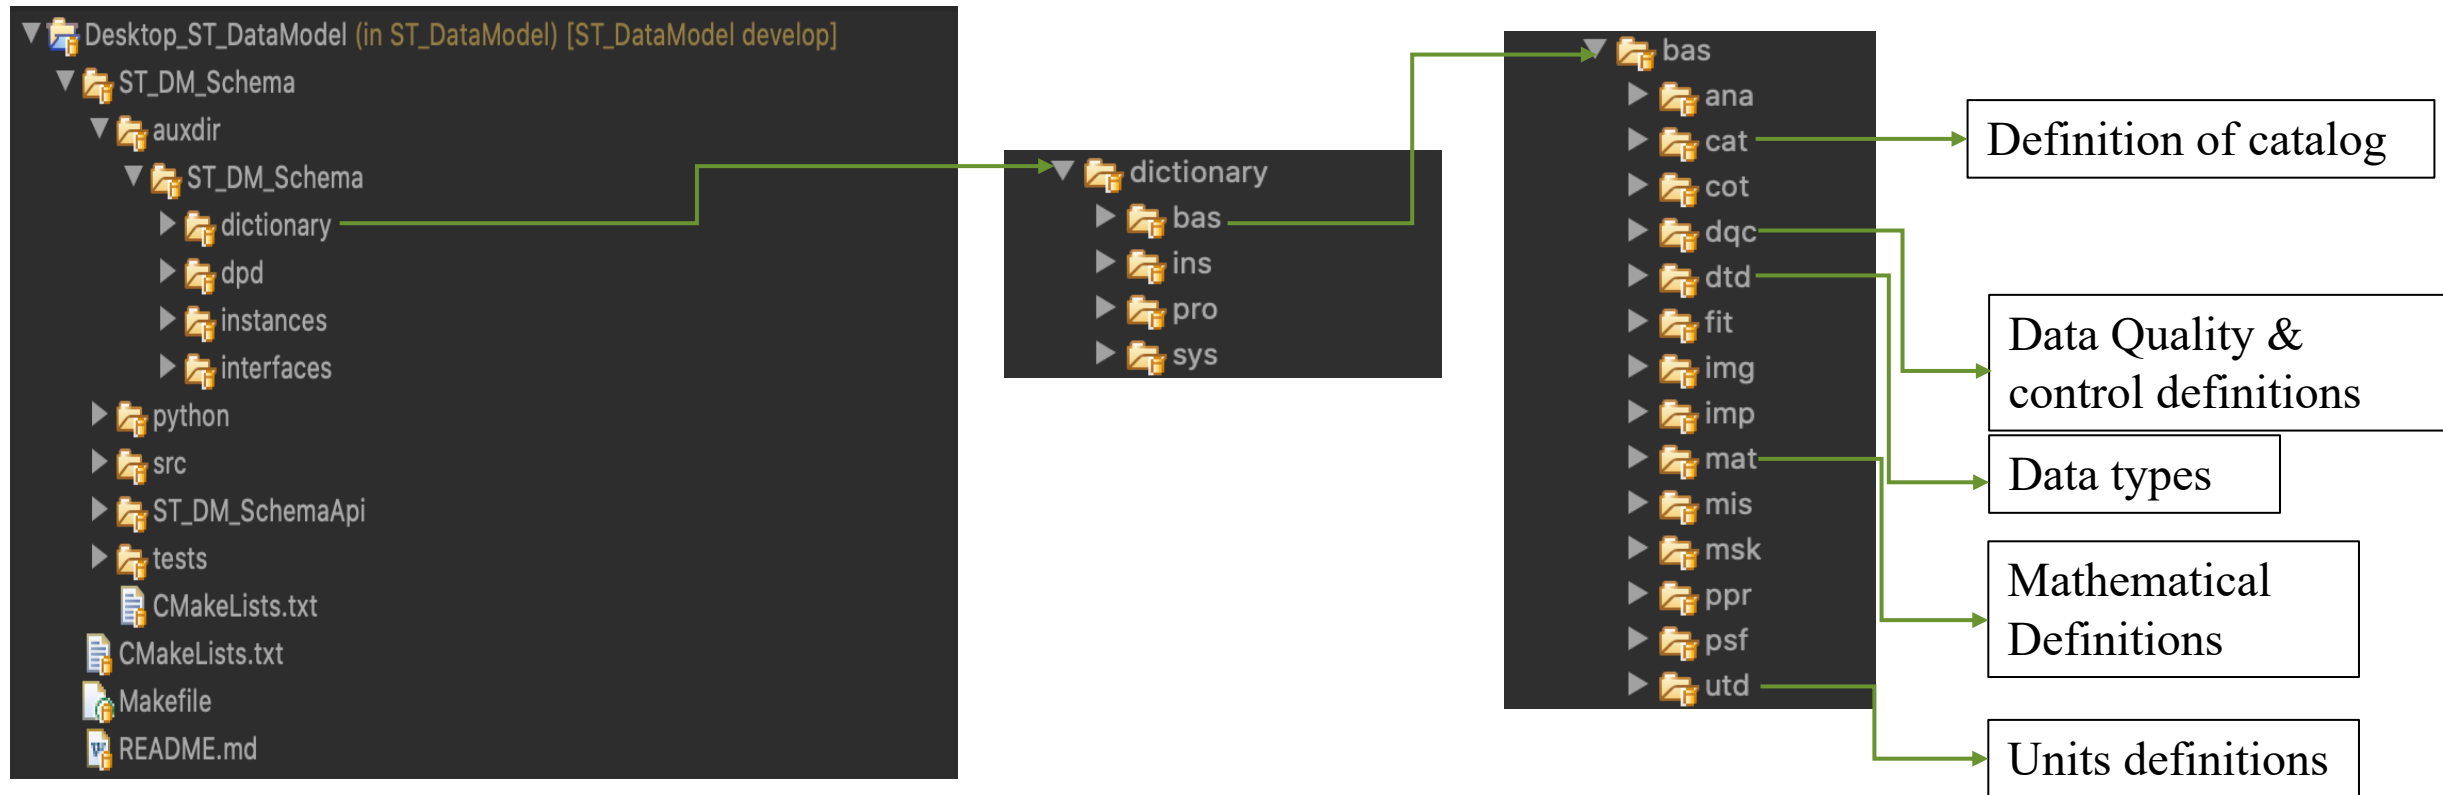 Desktop_ST_DataModel (in ST_DataModel) [ST_DataModel develop]
ST_DM_Schema
auxdir
ST_DM_Schema
dictionary
dpd
instances
interfaces
python
src
ST_DM_SchemaApi
tests
CMakeLists.txt
CMakeLists.txt
Makefile
README.md
dictionary
bas
ins
pro
sys
bas
ana
cat
cot
dqc
dtd
fit
img
imp
mat
mis
msk
ppr
psf
utd
Definition of catalog
Data Quality &
control definitions
Data types
Mathematical
Definitions
Units definitions